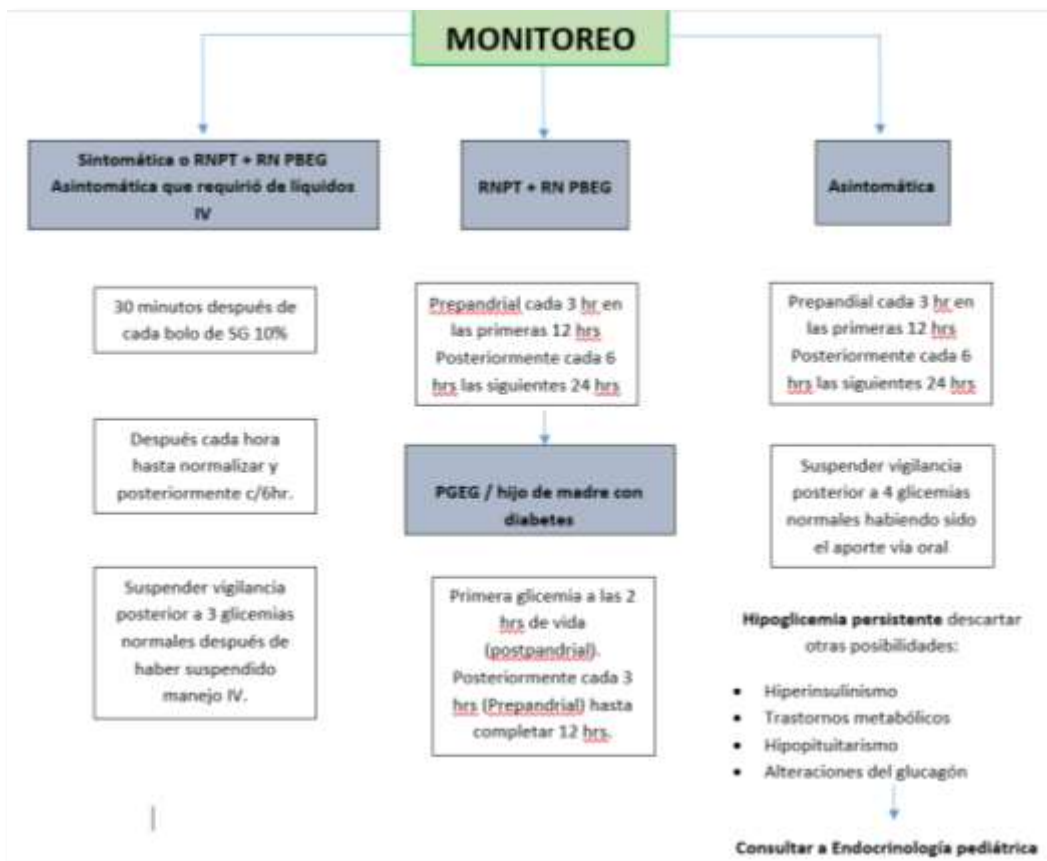 MONITOREO
Sintomática o RNPT + RN PBEG
Asintomática que requirió de líquidos
IV
30 minutos después de
cada bolo de SG 10%
Después cada hora
hasta normalizar y
posteriormente c/6hr.
Suspender vigilancia
posterior a 3 glicemias
normales después de
haber suspendido
manejo IV.
RNPT + RN PBEG
Prepandrial cada 3 hr en
las primeras 12 hrs
Posteriormente cada 6
hrs las siguientes 24 hrs
PGEG / hijo de madre con
diabetes
Primera glicemia a las 2
hrs de vida
(postpandrial).
Posteriormente cada 3
hrs (Prepandrial) hasta
completar 12 hrs.
Asintomática
Prepandial cada 3 hr en
las primeras 12 hrs
Posteriormente cada 6
hrs las siguientes 24 hrs
Suspender vigilancia
posterior a 4 glicemias
normales habiendo sido
el aporte via oral
Hipoglicemia persistente descartar
otras posibilidades:
• Hiperinsulinismo
• Trastornos metabólicos
• Hipopituitarismo
• Alteraciones del glucagón
Consultar a Endocrinología pediátrica